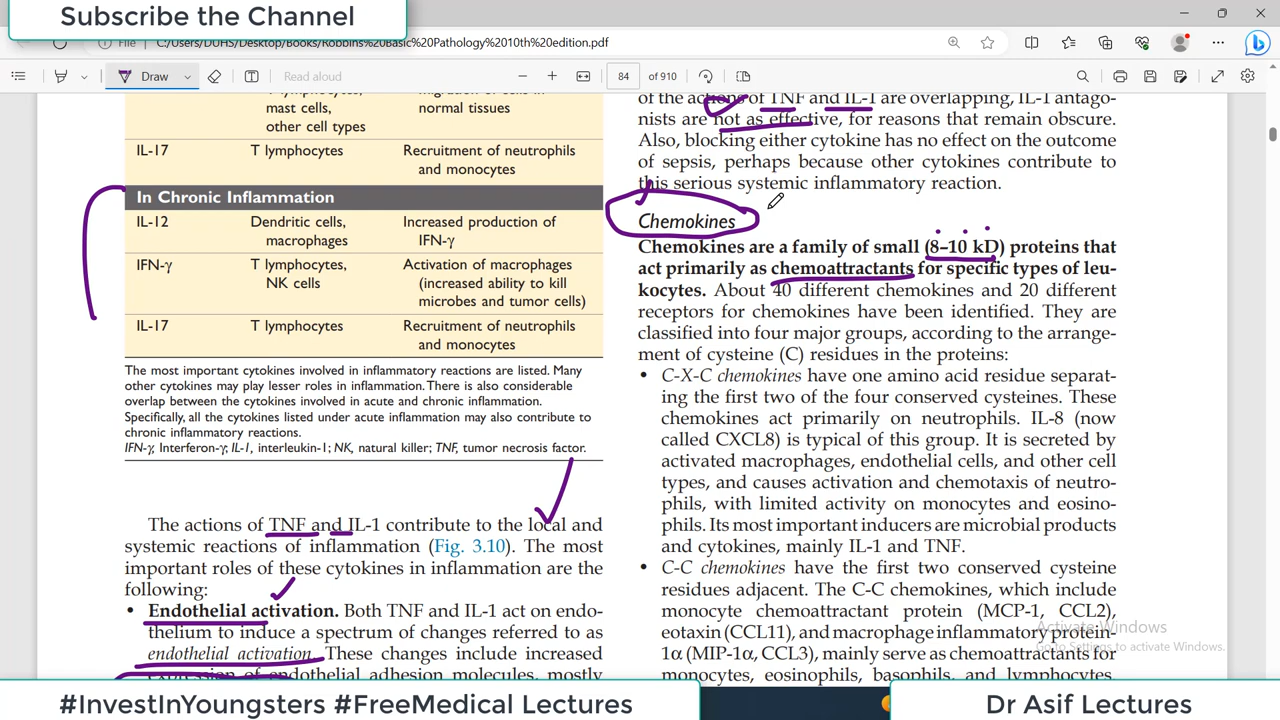 Subscribe the Channel
File
C:/Users/DUHS/Desktop/Books/Robbins%20Basic%20Pathology%2010th%20edition.pdf
Draw
Read aloud
84
of 910
mast cells,
other cell types
normal tissues
IL-17
T lymphocytes
Recruitment of neutrophils
and monocytes
In Chronic Inflammation
IL-12
Dendritic cells,
macrophages
Increased production of
IFN-γ
IFN-γ
T lymphocytes,
NK cells
Activation of macrophages
(increased ability to kill
microbes and tumor cells)
IL-17
T lymphocytes
Recruitment of neutrophils
and monocytes
The most important cytokines involved in inflammatory reactions are listed. Many
other cytokines may play lesser roles in inflammation. There is also considerable
overlap between the cytokines involved in acute and chronic inflammation.
Specifically, all the cytokines listed under acute inflammation may also contribute to
chronic inflammatory reactions.
IFN-γ, Interferon-γ; IL-1, interleukin-1; NK, natural killer; TNF, tumor necrosis factor.
The actions of TNF and IL-1 contribute to the local and
systemic reactions of inflammation (Fig. 3.10). The most
important roles of these cytokines in inflammation are the
following:
• Endothelial activation. Both TNF and IL-1 act on endo-
thelium to induce a spectrum of changes referred to as
endothelial activation. These changes include increased
expression of endothelial adhesion molecules, mostly
of the actions of TNF and IL-1 are overlapping, IL-1 antago-
nists are not as effective, for reasons that remain obscure.
Also, blocking either cytokine has no effect on the outcome
of sepsis, perhaps because other cytokines contribute to
this serious systemic inflammatory reaction.
Chemokines
Chemokines are a family of small (8–10 kD) proteins that
act primarily as chemoattractants for specific types of leu-
kocytes. About 40 different chemokines and 20 different
receptors for chemokines have been identified. They are
classified into four major groups, according to the arrange-
ment of cysteine (C) residues in the proteins:
• C-X-C chemokines have one amino acid residue separat-
ing the first two of the four conserved cysteines. These
chemokines act primarily on neutrophils. IL-8 (now
called CXCL8) is typical of this group. It is secreted by
activated macrophages, endothelial cells, and other cell
types, and causes activation and chemotaxis of neutro-
phils, with limited activity on monocytes and eosino-
phils. Its most important inducers are microbial products
and cytokines, mainly IL-1 and TNF.
• C-C chemokines have the first two conserved cysteine
residues adjacent. The C-C chemokines, which include
monocyte chemoattractant protein (MCP-1, CCL2),
eotaxin (CCL11), and macrophage inflammatory protein-
1α (MIP-1α, CCL3), mainly serve as chemoattractants for
monocytes, eosinophils, basophils, and lymphocytes.
Activate Windows
Go to Settings to activate Windows.
#InvestInYoungsters #FreeMedical Lectures
Dr Asif Lectures